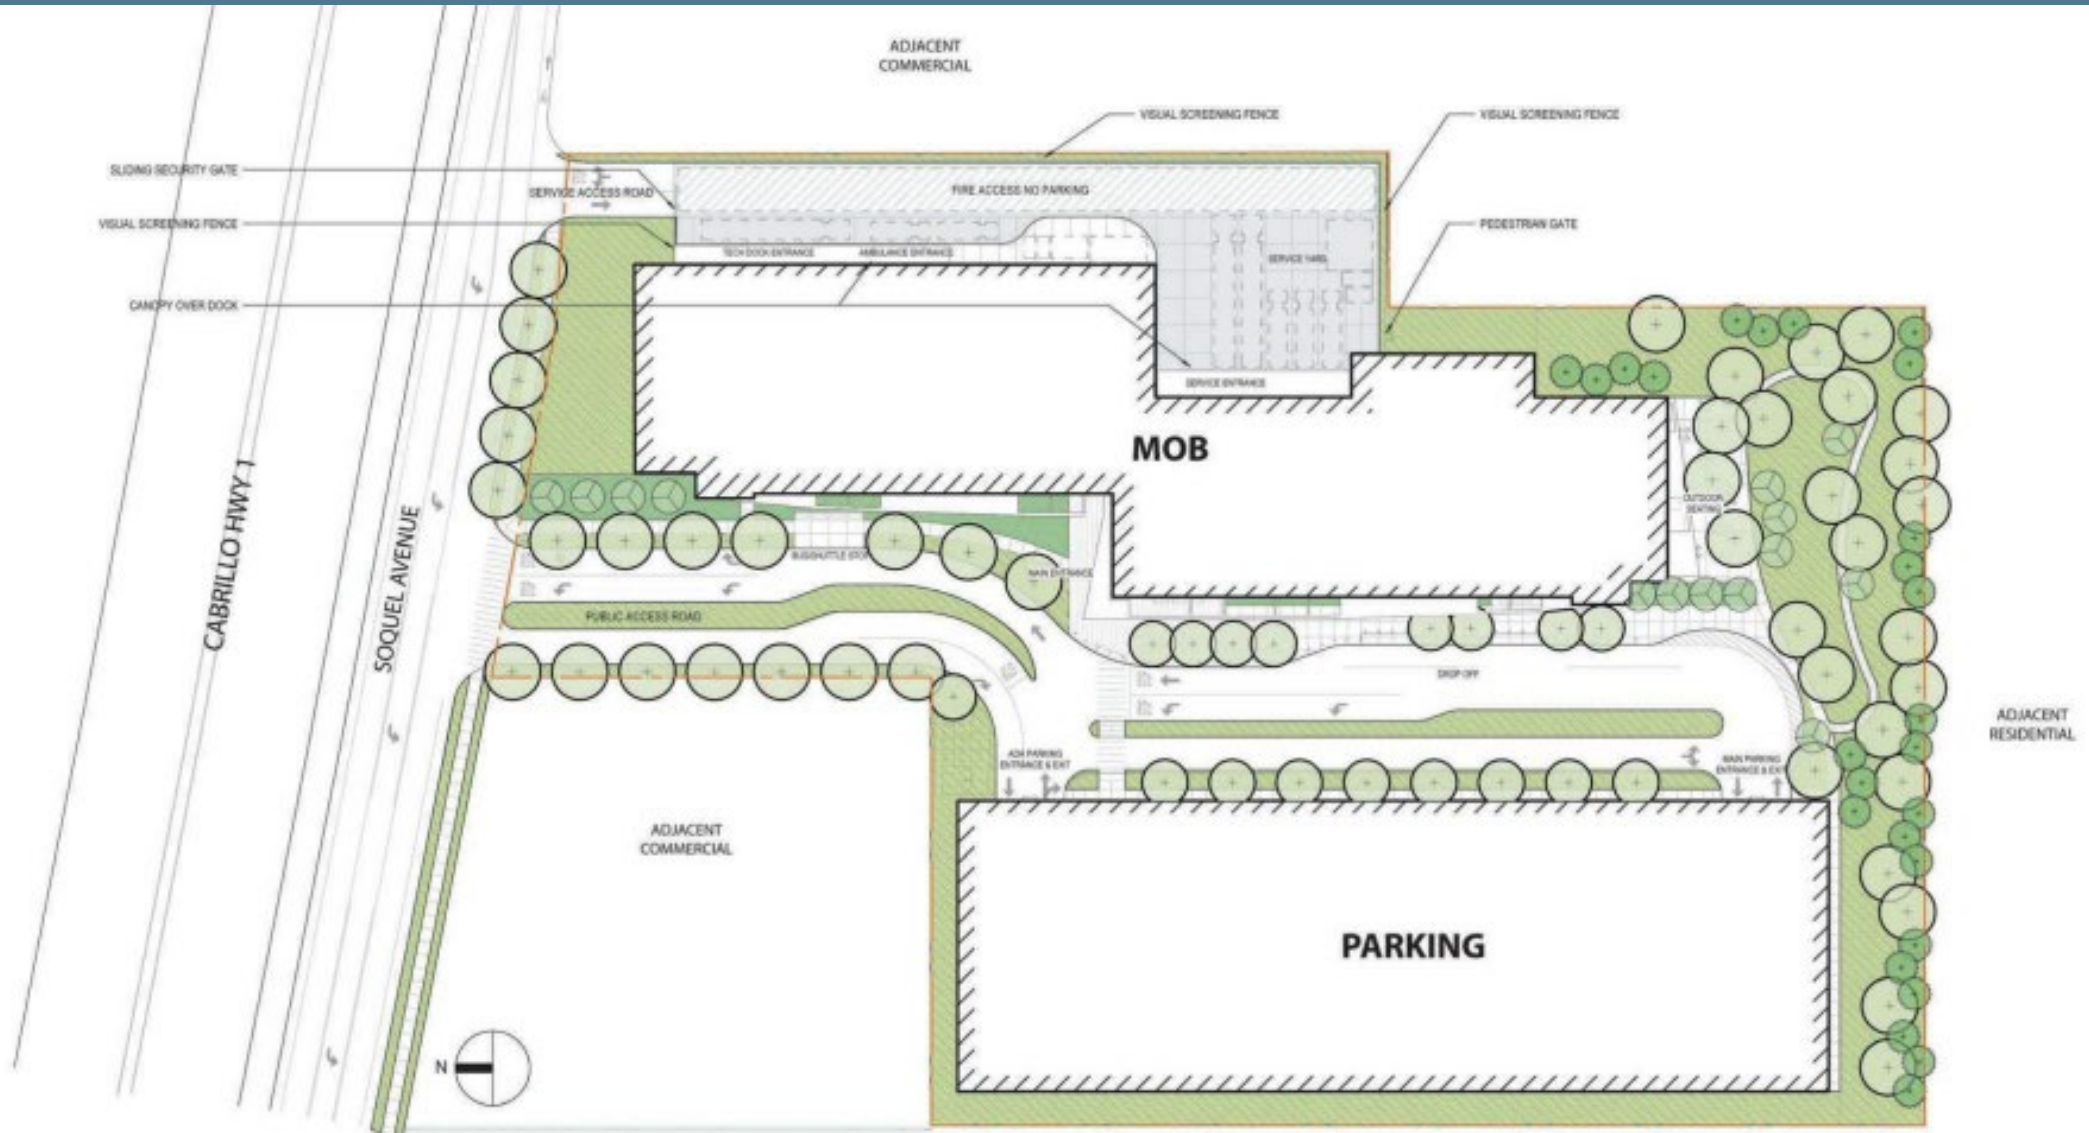 ADJACENT
COMMERCIAL
VISUAL SCREENING FENCE
VISUAL SCREENING FENCE
SLIDING SECURITY GATE
SERVICE ACCESS ROAD
FIRE ACCESS NO PARKING
VISUAL SCREENING FENCE
PEDESTRIAN GATE
TECH DOCK ENTRANCE
AMBULANCE ENTRANCE
SERVICE YARD
CANOPY OVER DOCK
SERVICE ENTRANCE
MOB
CABRILLO HWY 1
SOQUEL AVENUE
OUTDOOR
SEATING
BUS/SHUTTLE STOP
MAIN ENTRANCE
PUBLIC ACCESS ROAD
DROP OFF
ADJACENT
RESIDENTIAL
ADA PARKING
ENTRANCE & EXIT
MAIN PARKING
ENTRANCE & EXIT
ADJACENT
COMMERCIAL
PARKING
N